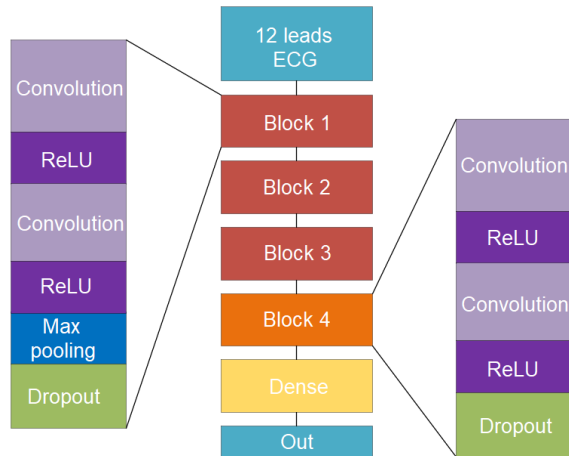 Convolution
ReLU
Convolution
ReLU
Max
pooling
Dropout
12 leads
ECG
Block 1
Block 2
Block 3
Block 4
Dense
Out
Convolution
ReLU
Convolution
ReLU
Dropout